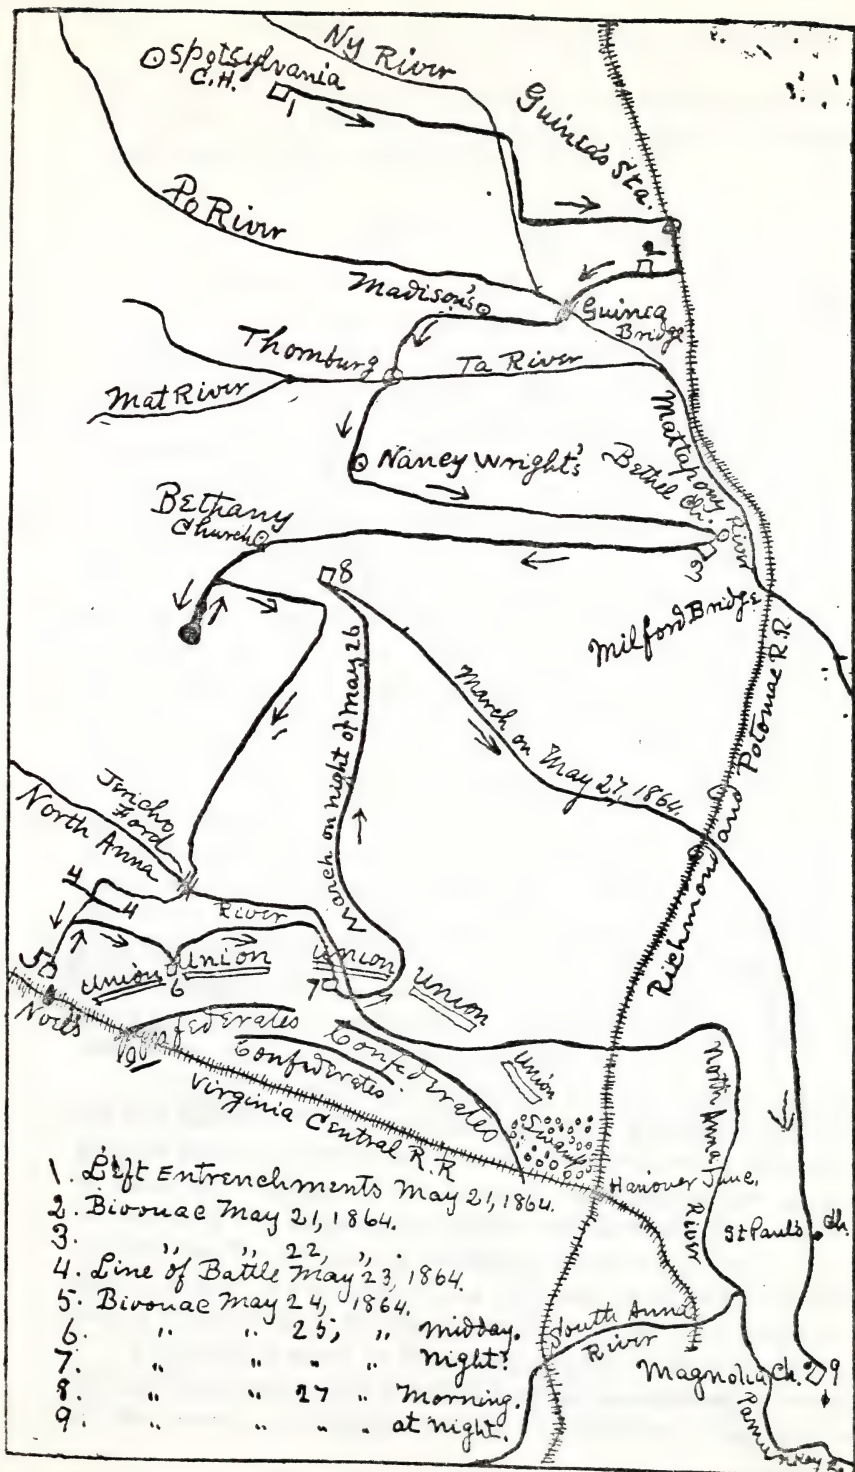 Ny River
Spotsylvania
C.H.
1
Guinea's Sta.
Po River
2
Madison's
Guinea
Bridge
Thornburg
Ta River
Mat River
Mattapony River
Nancy Wright's
Bethel Ch.
Bethany
Church
3
8
Milford Bridge
March on night of May 26
March on May 27, 1864.
Richmond and Potomac R.R
Jericho
Ford
North Anna
River
4
4
5
Union
6
Union
Union
7
Union
Noel's
Confederates
Confederates
Confederates
Union
Swamp
Virginia Central R.R
North Anna
River
Hanover Junc.
St Paul's Ch.
South Anna
River
Magnolia Ch.
9
1. Left Entrenchments May 21, 1864.
2. Bivouac May 21, 1864.
3. " " 22, " .
4. Line of Battle May 23, 1864.
5. Bivouac May 24, 1864.
6. " " 25, " midday.
7. " " " " night.
8. " " 27 " morning.
9. " " " " at night.